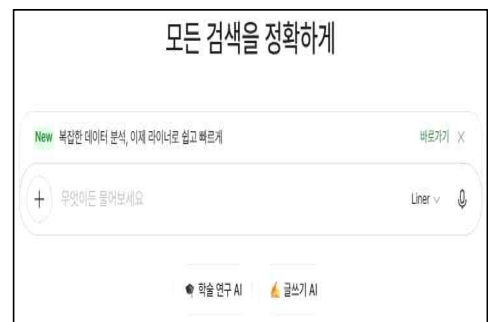 모든 검색을 정확하게
New 복잡한 데이터 분석, 이제 라이너로 쉽고 빠르게 바로가기 X
+ 무엇이든 물어보세요 Liner
학술 연구 AI 글쓰기 AI